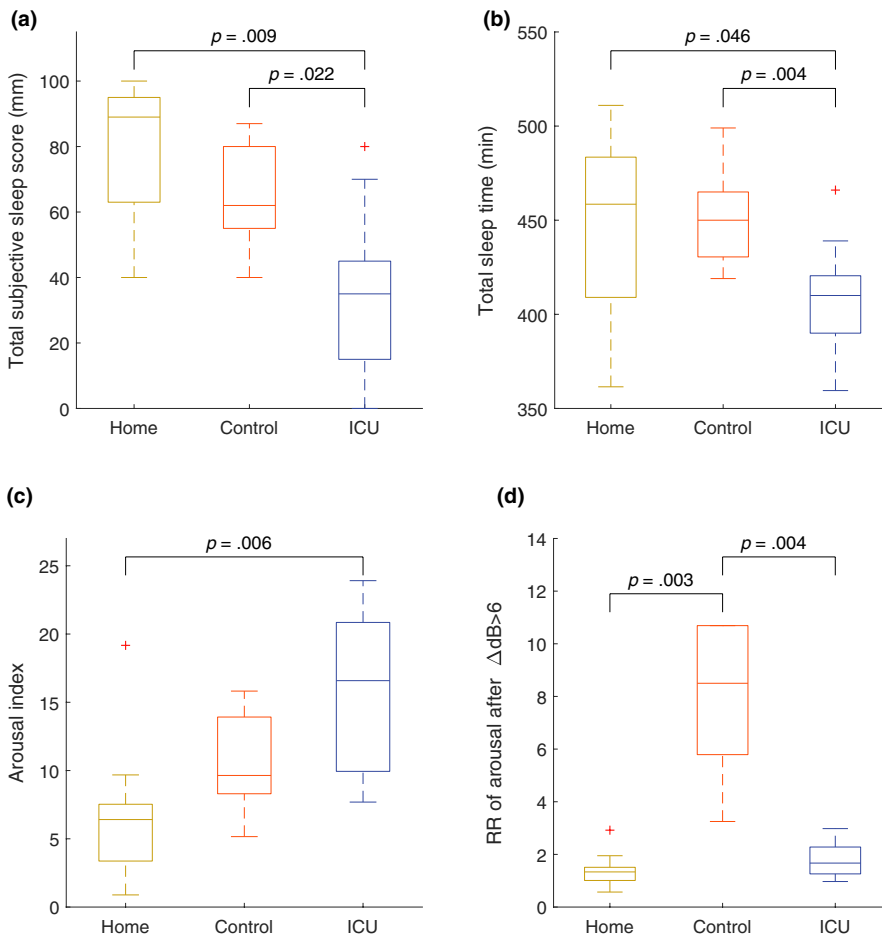 (a)
Total subjective sleep score (mm)
100
80
60
40
20
0
p = .009
p = .022
Home Control ICU
(b)
Total sleep time (min)
550
500
450
400
350
p = .046
p = .004
Home Control ICU
(c)
Arousal index
25
20
15
10
5
0
p = .006
Home Control ICU
(d)
RR of arousal after ΔdB>6
14
12
10
8
6
4
2
0
p = .004
p = .003
Home Control ICU